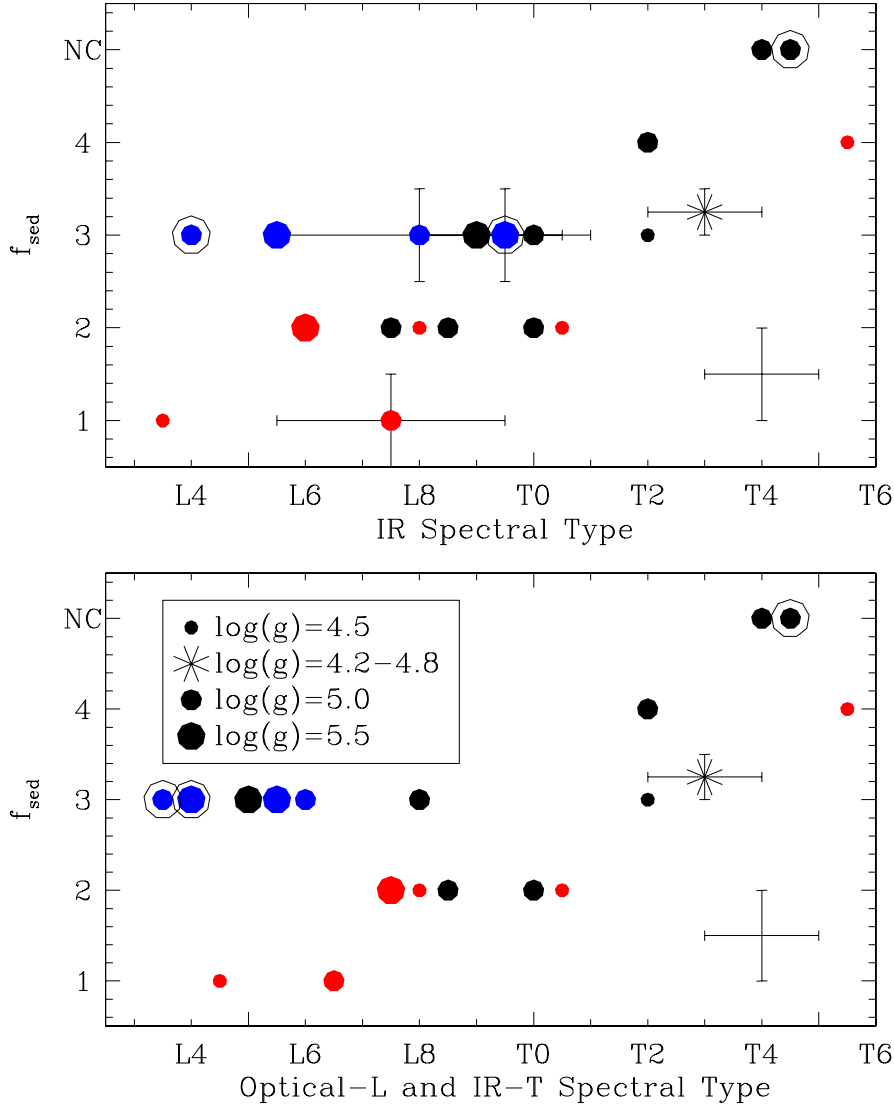 NC
4
3
2
1
f_sed
L4 L6 L8 T0 T2 T4 T6
IR Spectral Type
NC
4
3
2
1
f_sed
log(g)=4.5
log(g)=4.2−4.8
log(g)=5.0
log(g)=5.5
L4 L6 L8 T0 T2 T4 T6
Optical−L and IR−T Spectral Type